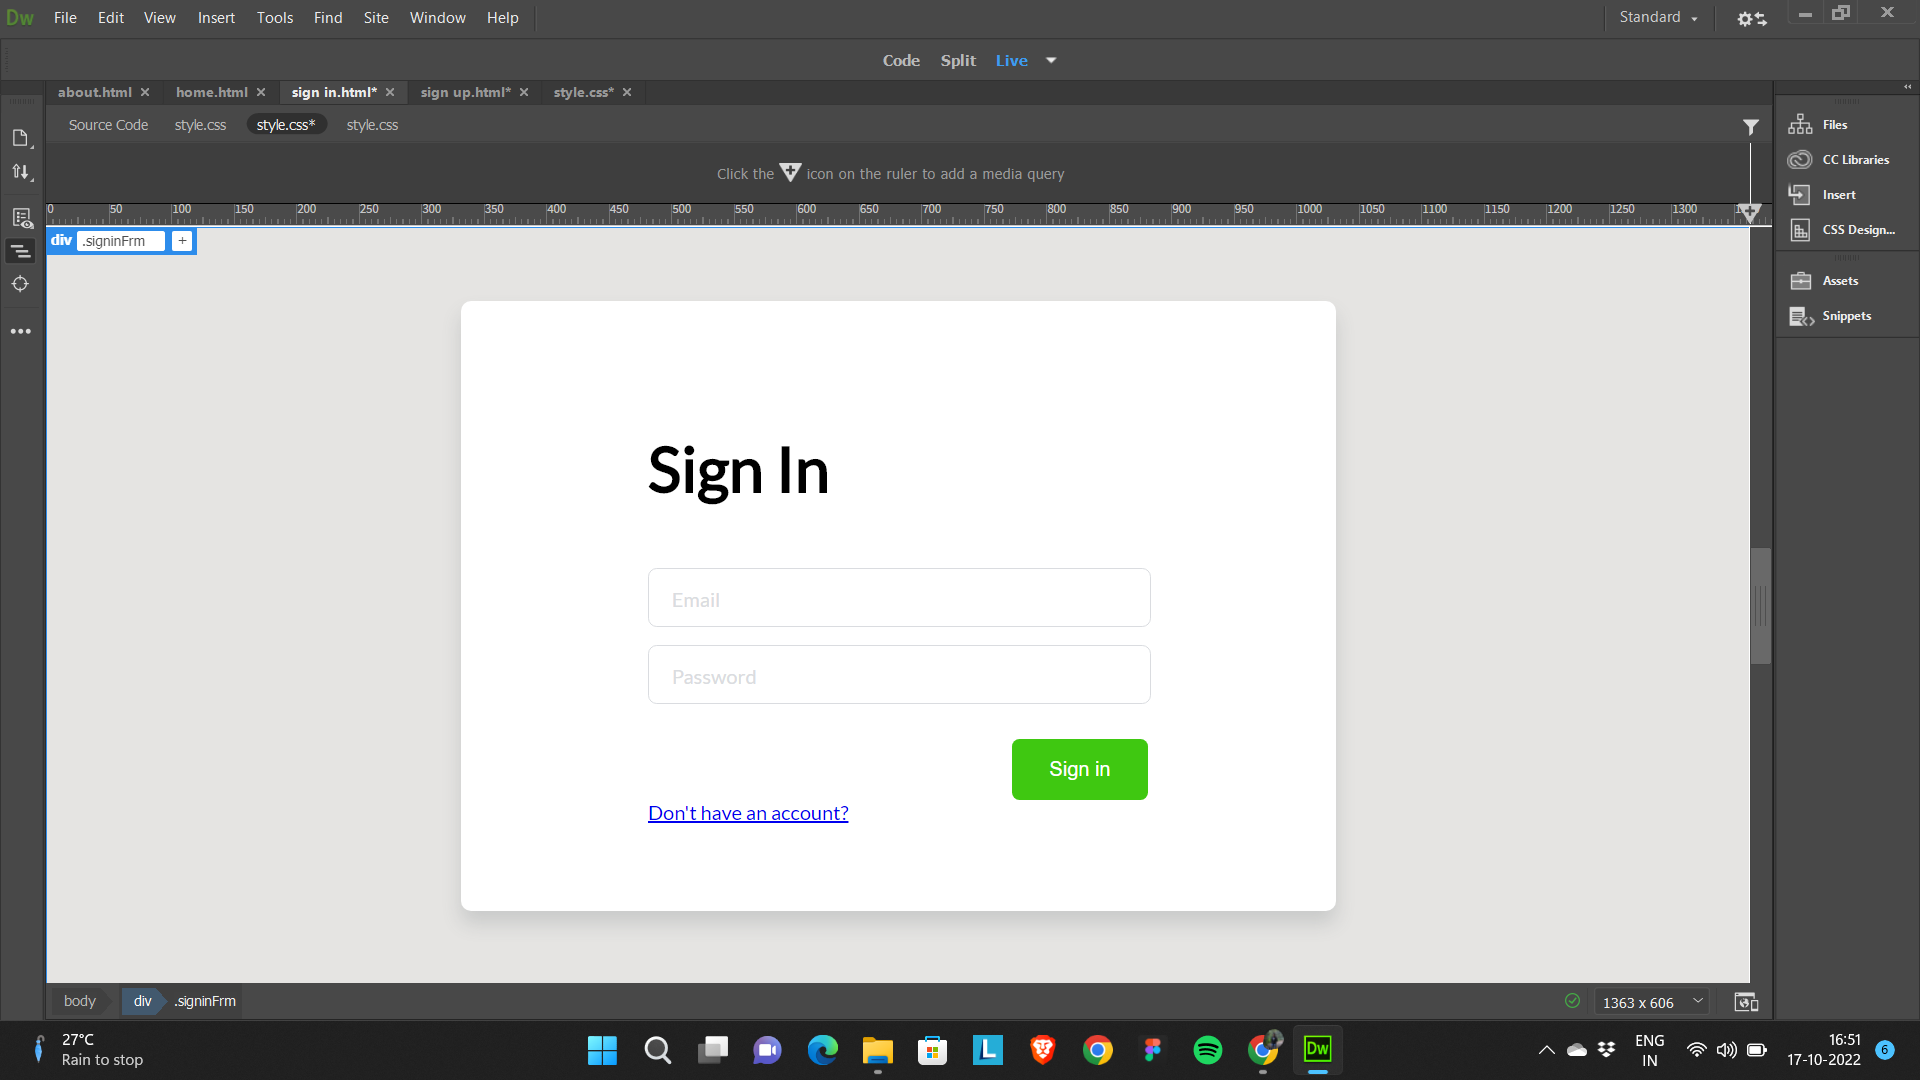 Dw File Edit View Insert Tools Find Site Window Help Standard
Code Split Live
about.html home.html sign in.html* sign up.html* style.css*
Source Code style.css style.css* style.css
Click the icon on the ruler to add a media query
0 50 100 150 200 250 300 350 400 450 500 550 600 650 700 750 800 850 900 950 1000 1050 1100 1150 1200 1250 1300
div .signinFrm +
Files
CC Libraries
Insert
CSS Design...
Assets
Snippets
Sign In
Email
Password
Sign in
Don't have an account?
body div .signinFrm 1363 x 606
27°C
Rain to stop
L
Dw
ENG
IN
16:51
17-10-2022
6